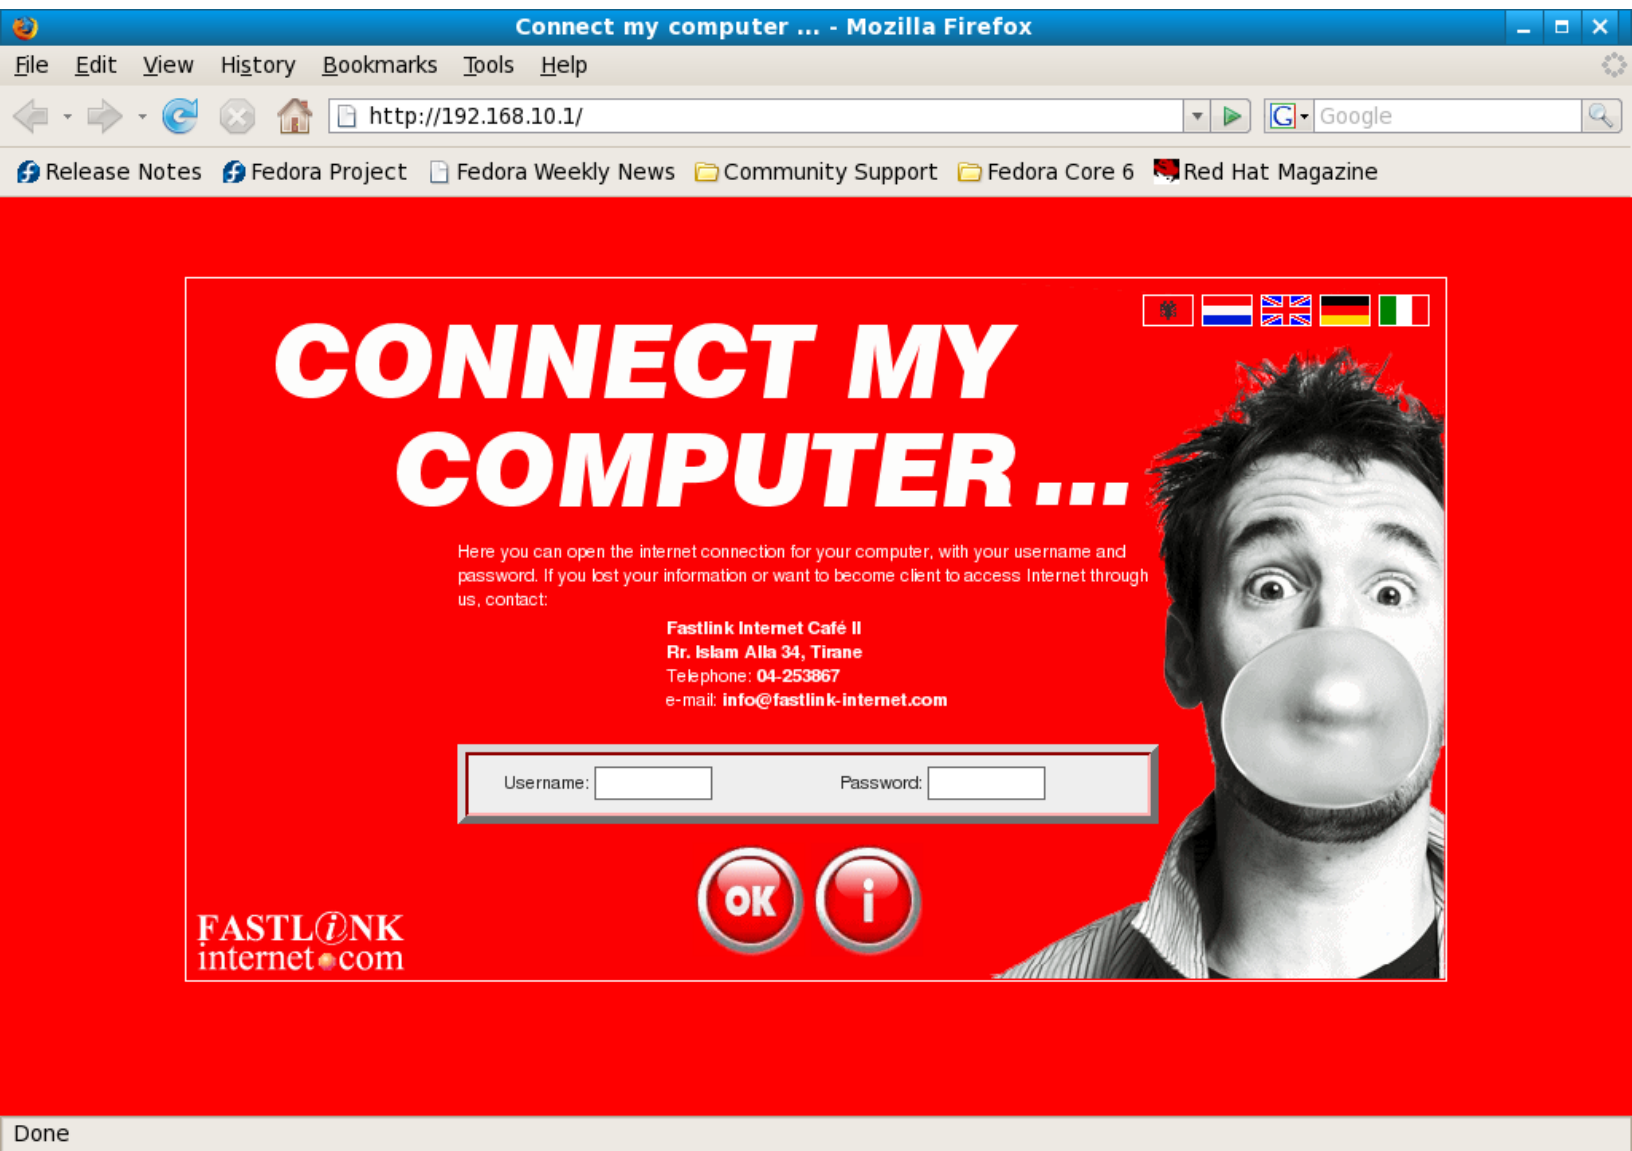 Connect my computer ... - Mozilla Firefox
File Edit View History Bookmarks Tools Help
http://192.168.10.1/ G Google
Release Notes Fedora Project Fedora Weekly News Community Support Fedora Core 6 Red Hat Magazine
CONNECT MY
COMPUTER...
Here you can open the internet connection for your computer, with your username and
password. If you lost your information or want to become client to access Internet through
us, contact:
Fastlink Internet Café II
Rr. Islam Alla 34, Tirane
Telephone: 04-253867
e-mail: info@fastlink-internet.com
Username: Password:
OK i
FASTLiNK
internet.com
Done